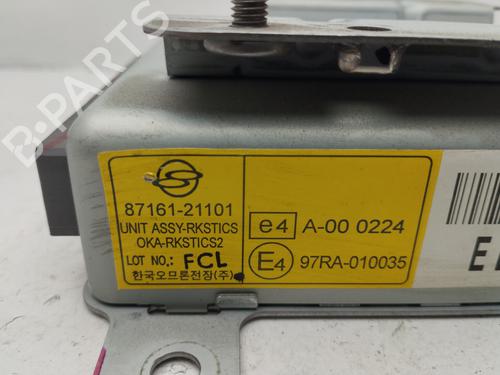 B-PARTS
87161-21101
UNIT ASSY-RKSTICS
OKA-RKSTICS2
LOT NO.: FCL
한국오므론전장(주)
e4 A-00 0224
E4 97RA-010035